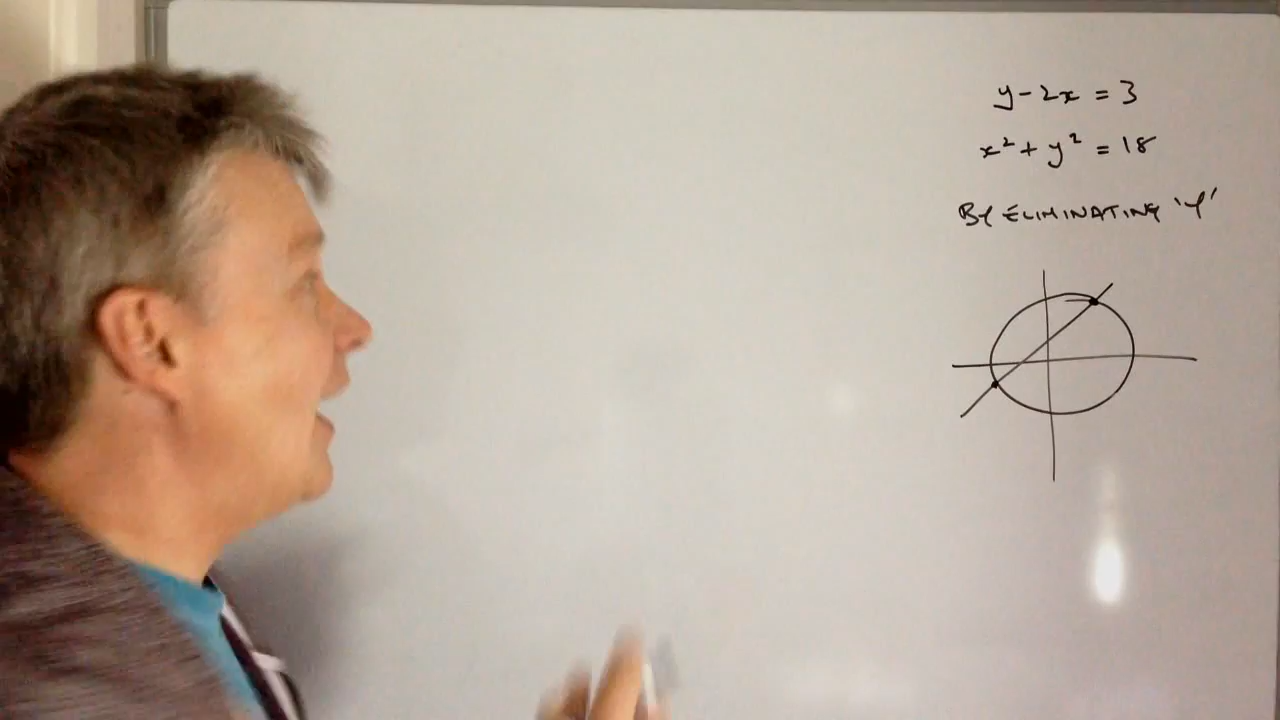 y-2x = 3
x² + y² = 18
BY ELIMINATING 'Y'